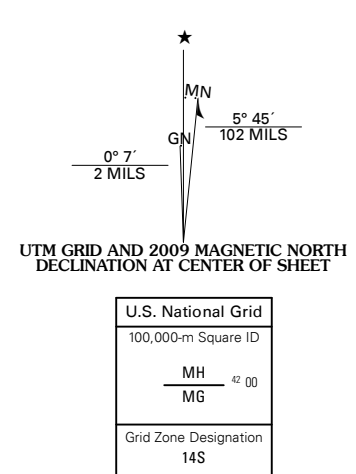 ★
MN
GN
5° 45´
102 MILS
0° 7´
2 MILS
UTM GRID AND 2009 MAGNETIC NORTH
DECLINATION AT CENTER OF SHEET
U.S. National Grid
100,000-m Square ID
MH
42 00
MG
Grid Zone Designation
14S